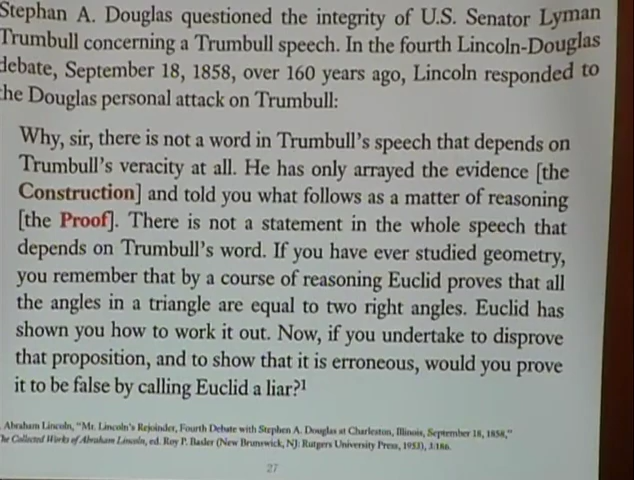 Stephan A. Douglas questioned the integrity of U.S. Senator Lyman
Trumbull concerning a Trumbull speech. In the fourth Lincoln-Douglas
debate, September 18, 1858, over 160 years ago, Lincoln responded to
the Douglas personal attack on Trumbull:
Why, sir, there is not a word in Trumbull's speech that depends on
Trumbull's veracity at all. He has only arrayed the evidence [the
Construction] and told you what follows as a matter of reasoning
[the Proof]. There is not a statement in the whole speech that
depends on Trumbull's word. If you have ever studied geometry,
you remember that by a course of reasoning Euclid proves that all
the angles in a triangle are equal to two right angles. Euclid has
shown you how to work it out. Now, if you undertake to disprove
that proposition, and to show that it is erroneous, would you prove
it to be false by calling Euclid a liar?¹
. Abraham Lincoln, "Mr. Lincoln's Rejoinder, Fourth Debate with Stephen A. Douglas at Charleston, Illinois, September 18, 1858,"
The Collected Works of Abraham Lincoln, ed. Roy P. Basler (New Brunswick, NJ: Rutgers University Press, 1953), 3:186.
27